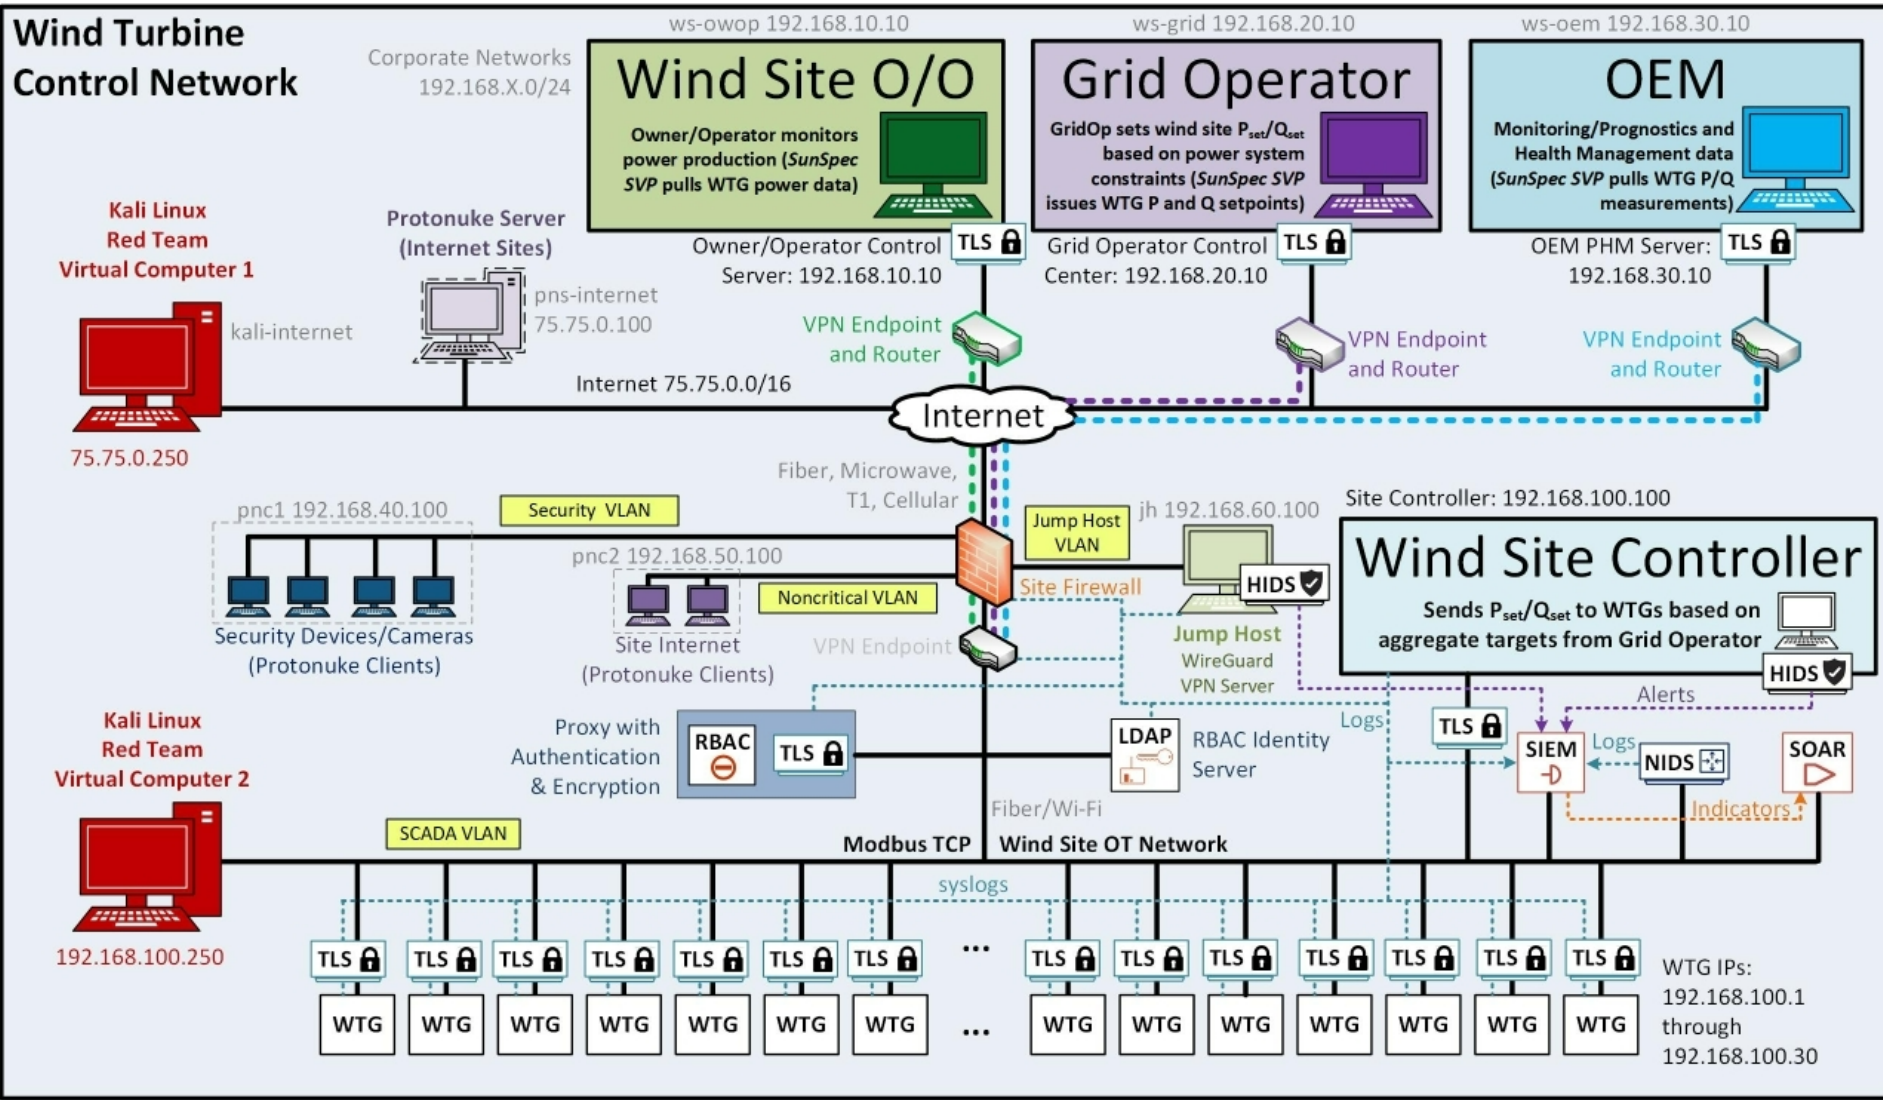 Wind Turbine
Control Network
Corporate Networks
192.168.X.0/24
ws-owop 192.168.10.10
Wind Site O/O
Owner/Operator monitors
power production (SunSpec
SVP pulls WTG power data)
ws-grid 192.168.20.10
Grid Operator
GridOp sets wind site Pset/Qset
based on power system
constraints (SunSpec SVP
issues WTG P and Q setpoints)
ws-oem 192.168.30.10
OEM
Monitoring/Prognostics and
Health Management data
(SunSpec SVP pulls WTG P/Q
measurements)
Owner/Operator Control
Server: 192.168.10.10
TLS
Grid Operator Control
Center: 192.168.20.10
TLS
OEM PHM Server:
192.168.30.10
TLS
Kali Linux
Red Team
Virtual Computer 1
kali-internet
75.75.0.250
Protonuke Server
(Internet Sites)
pns-internet
75.75.0.100
VPN Endpoint
and Router
VPN Endpoint
and Router
VPN Endpoint
and Router
Internet 75.75.0.0/16
Internet
Fiber, Microwave,
T1, Cellular
pnc1 192.168.40.100
Security VLAN
Security Devices/Cameras
(Protonuke Clients)
pnc2 192.168.50.100
Noncritical VLAN
Site Internet
(Protonuke Clients)
Jump Host
VLAN
jh 192.168.60.100
Site Firewall
HIDS
Jump Host
WireGuard
VPN Server
VPN Endpoint
Site Controller: 192.168.100.100
Wind Site Controller
Sends Pset/Qset to WTGs based on
aggregate targets from Grid Operator
HIDS
Alerts
Kali Linux
Red Team
Virtual Computer 2
192.168.100.250
Proxy with
Authentication
& Encryption
RBAC
TLS
LDAP
RBAC Identity
Server
Logs
TLS
SIEM
Logs
NIDS
SOAR
Indicators
Fiber/Wi-Fi
SCADA VLAN
Modbus TCP
Wind Site OT Network
syslogs
TLS
TLS
TLS
TLS
TLS
TLS
TLS
...
TLS
TLS
TLS
TLS
TLS
TLS
TLS
WTG
WTG
WTG
WTG
WTG
WTG
WTG
...
WTG
WTG
WTG
WTG
WTG
WTG
WTG
WTG IPs:
192.168.100.1
through
192.168.100.30